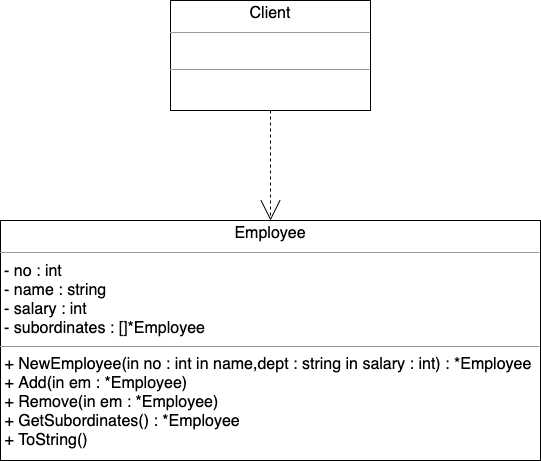 Client
Employee
- no : int
- name : string
- salary : int
- subordinates : []*Employee
+ NewEmployee(in no : int in name,dept : string in salary : int) : *Employee
+ Add(in em : *Employee)
+ Remove(in em : *Employee)
+ GetSubordinates() : *Employee
+ ToString()